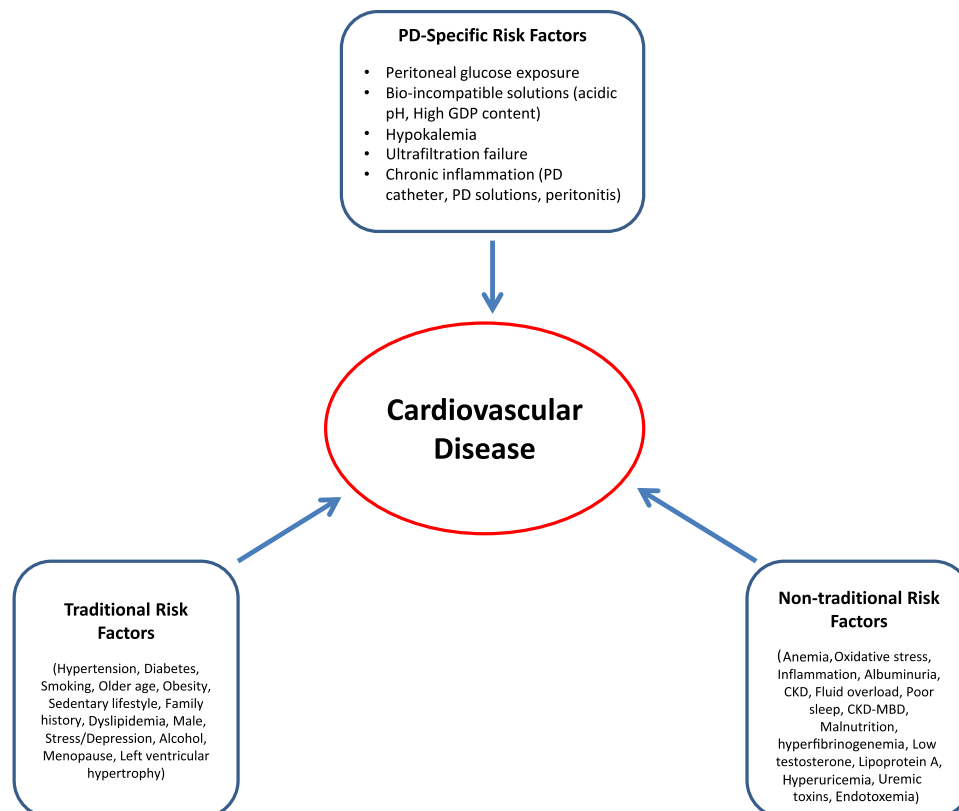 PD-Specific Risk Factors
• Peritoneal glucose exposure
• Bio-incompatible solutions (acidic
pH, High GDP content)
• Hypokalemia
• Ultrafiltration failure
• Chronic inflammation (PD
catheter, PD solutions, peritonitis)
Cardiovascular
Disease
Traditional Risk
Factors
(Hypertension, Diabetes,
Smoking, Older age, Obesity,
Sedentary lifestyle, Family
history, Dyslipidemia, Male,
Stress/Depression, Alcohol,
Menopause, Left ventricular
hypertrophy)
Non-traditional Risk
Factors
(Anemia, Oxidative stress,
Inflammation, Albuminuria,
CKD, Fluid overload, Poor
sleep, CKD-MBD,
Malnutrition,
hyperfibrinogenemia, Low
testosterone, Lipoprotein A,
Hyperuricemia, Uremic
toxins, Endotoxemia)